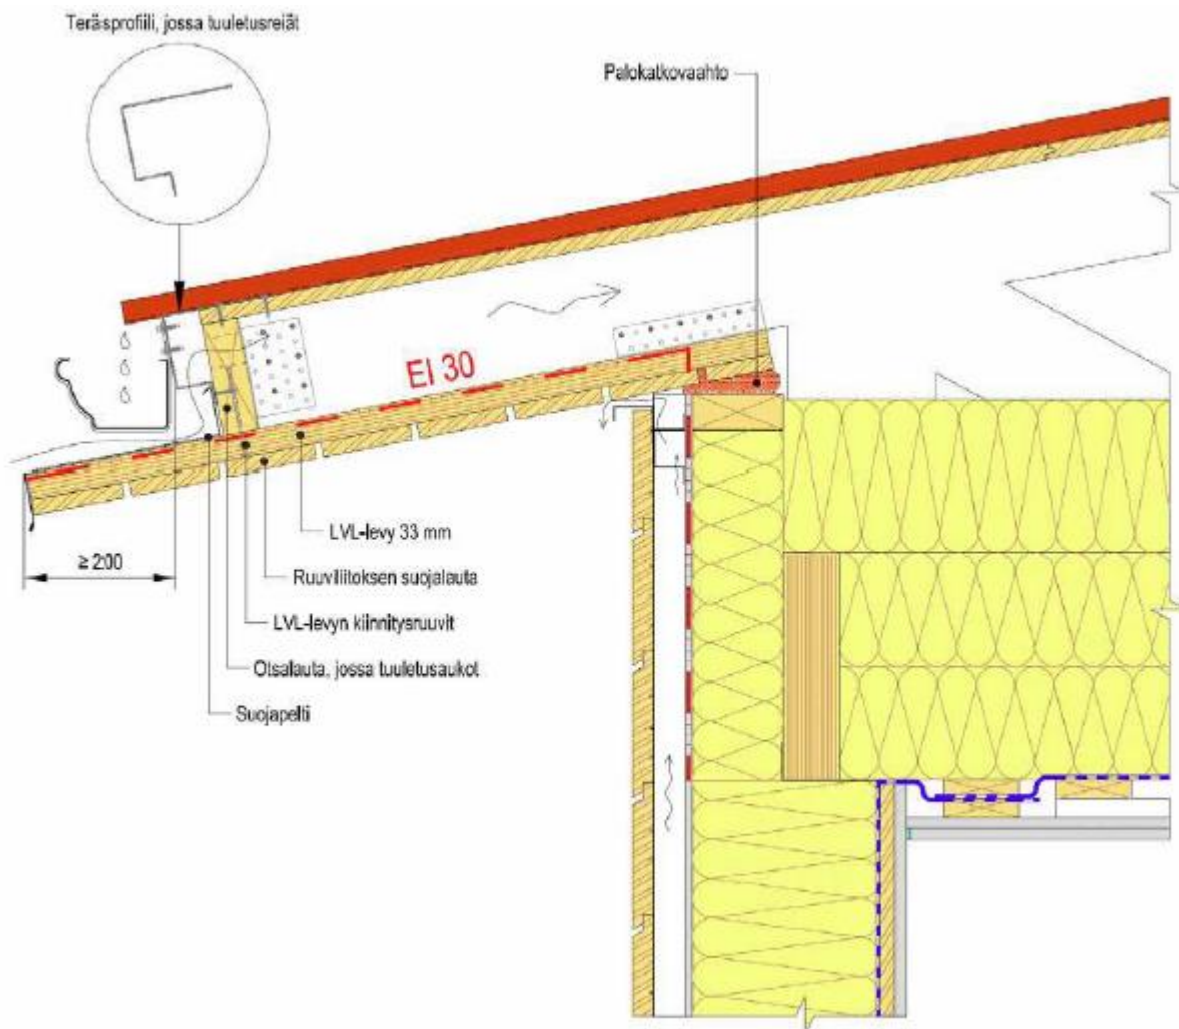 Teräsprofiili, jossa tuuletusreiät
Palokatkovaahto
EI 30
LVL-levy 33 mm
≥ 200
Ruuviliitoksen suojalauta
LVL-levyn kiinnitysruuvit
Otsalauta, jossa tuuletusaukot
Suojapelti